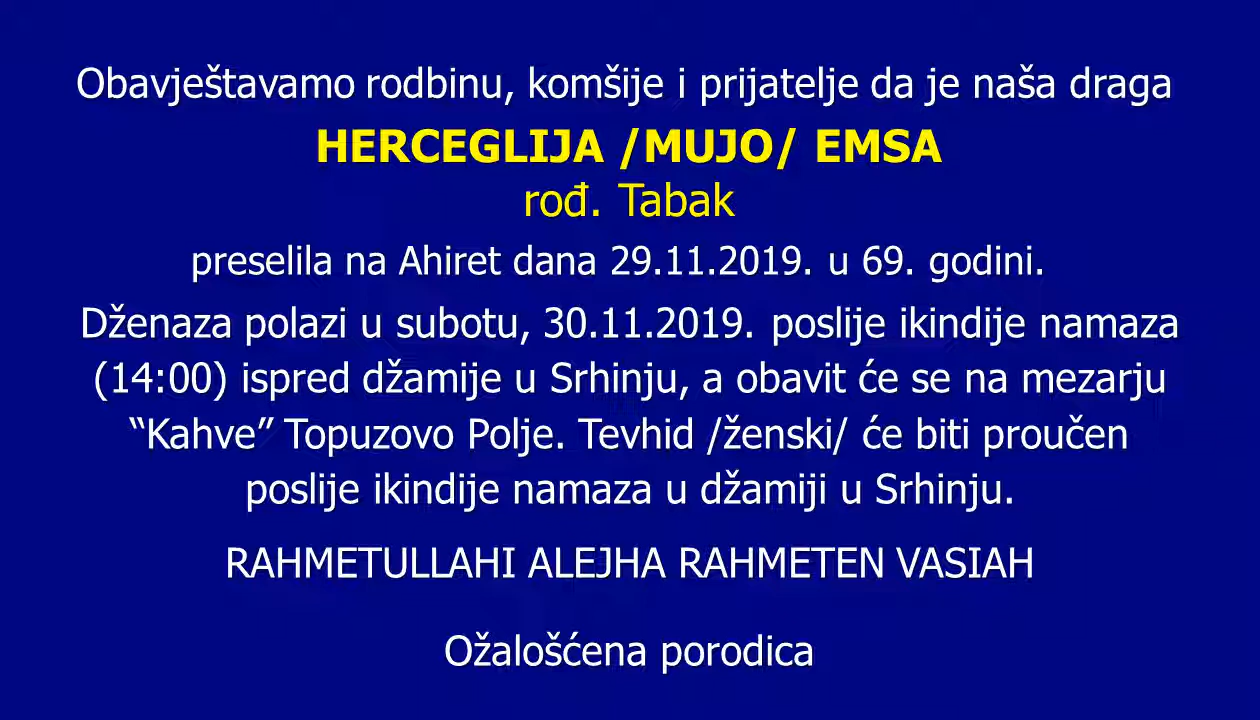 Obavještavamo rodbinu, komšije i prijatelje da je naša draga
HERCEGLIJA /MUJO/ EMSA
rođ. Tabak
preselila na Ahiret dana 29.11.2019. u 69. godini.
Dženaza polazi u subotu, 30.11.2019. poslije ikindije namaza
(14:00) ispred džamije u Srhinju, a obavit će se na mezarju
“Kahve” Topuzovo Polje. Tevhid /ženski/ će biti proučen
poslije ikindije namaza u džamiji u Srhinju.
RAHMETULLAHI ALEJHA RAHMETEN VASIAH
Ožalošćena porodica